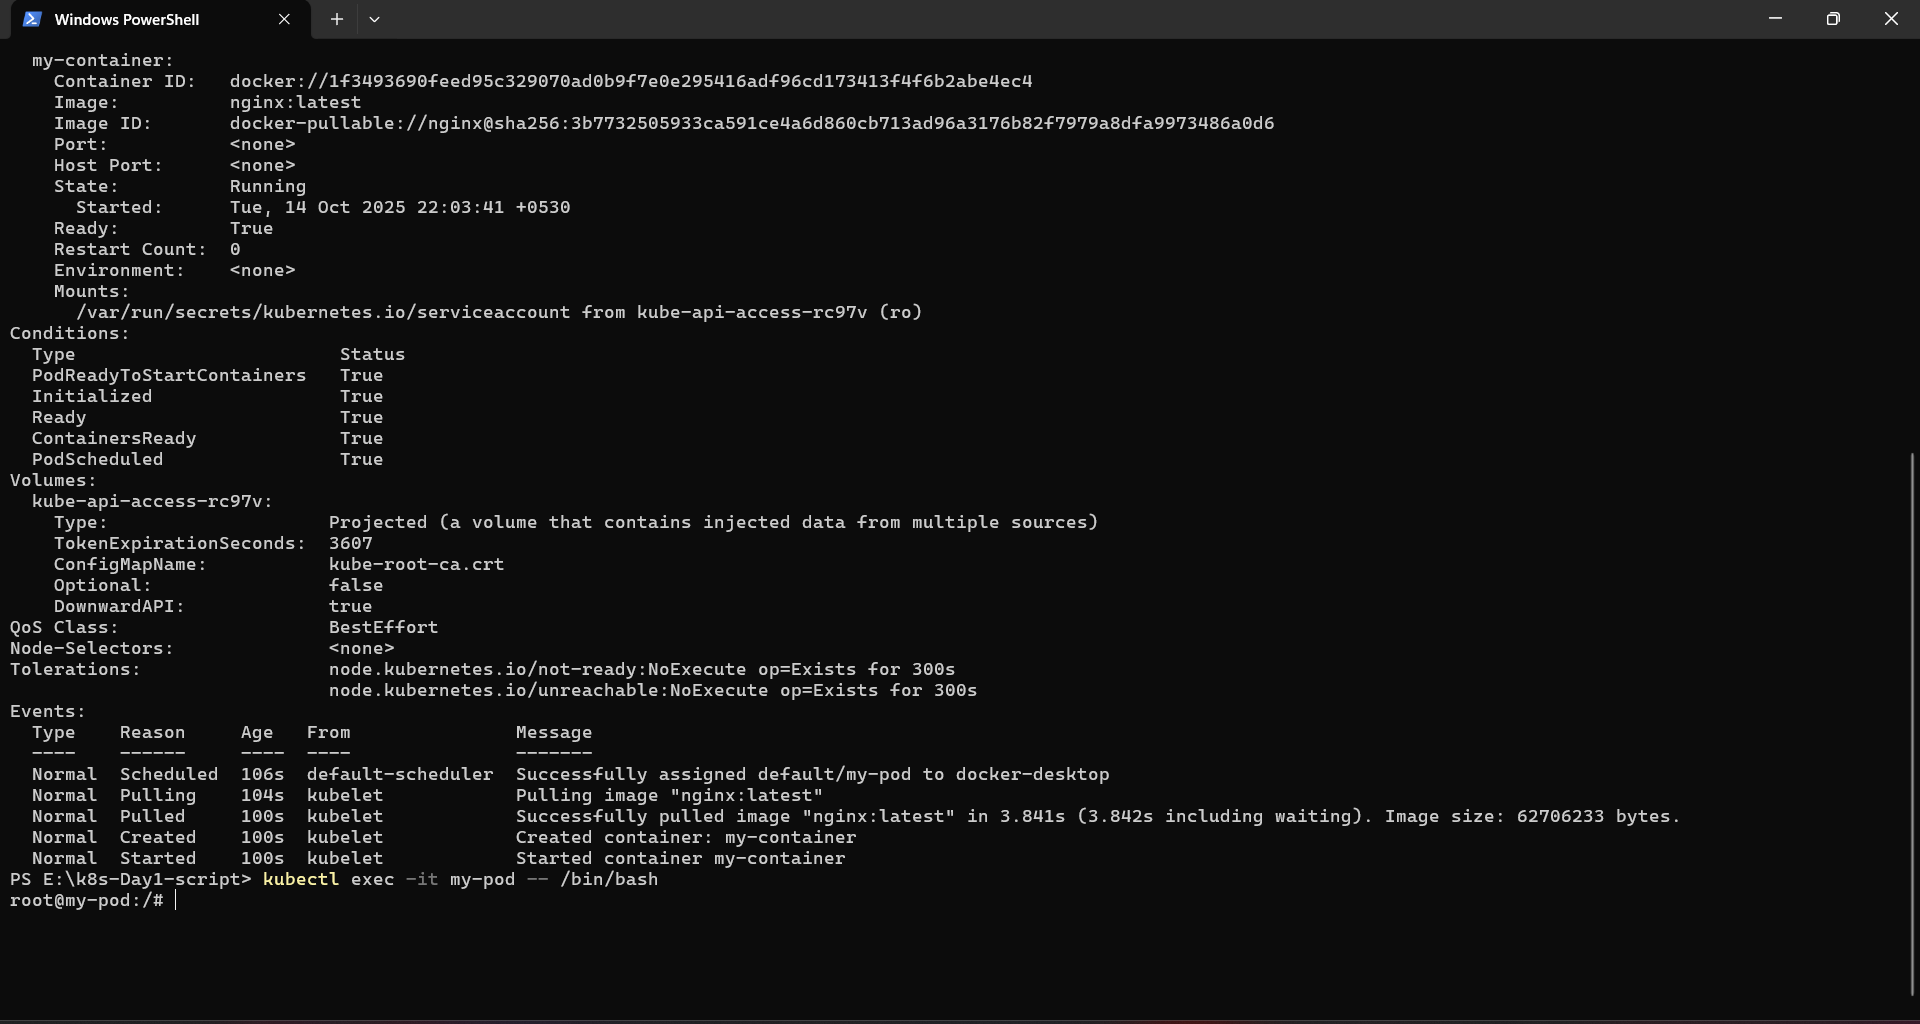 Windows PowerShell
my-container:
Container ID: docker://1f3493690feed95c329070ad0b9f7e0e295416adf96cd173413f4f6b2abe4ec4
Image: nginx:latest
Image ID: docker-pullable://nginx@sha256:3b7732505933ca591ce4a6d860cb713ad96a3176b82f7979a8dfa9973486a0d6
Port: <none>
Host Port: <none>
State: Running
Started: Tue, 14 Oct 2025 22:03:41 +0530
Ready: True
Restart Count: 0
Environment: <none>
Mounts:
/var/run/secrets/kubernetes.io/serviceaccount from kube-api-access-rc97v (ro)
Conditions:
Type Status
PodReadyToStartContainers True
Initialized True
Ready True
ContainersReady True
PodScheduled True
Volumes:
kube-api-access-rc97v:
Type: Projected (a volume that contains injected data from multiple sources)
TokenExpirationSeconds: 3607
ConfigMapName: kube-root-ca.crt
Optional: false
DownwardAPI: true
QoS Class: BestEffort
Node-Selectors: <none>
Tolerations: node.kubernetes.io/not-ready:NoExecute op=Exists for 300s
node.kubernetes.io/unreachable:NoExecute op=Exists for 300s
Events:
Type Reason Age From Message
---- ------ ---- ---- -------
Normal Scheduled 106s default-scheduler Successfully assigned default/my-pod to docker-desktop
Normal Pulling 104s kubelet Pulling image "nginx:latest"
Normal Pulled 100s kubelet Successfully pulled image "nginx:latest" in 3.841s (3.842s including waiting). Image size: 62706233 bytes.
Normal Created 100s kubelet Created container: my-container
Normal Started 100s kubelet Started container my-container
PS E:\k8s-Day1-script> kubectl exec -it my-pod -- /bin/bash
root@my-pod:/#